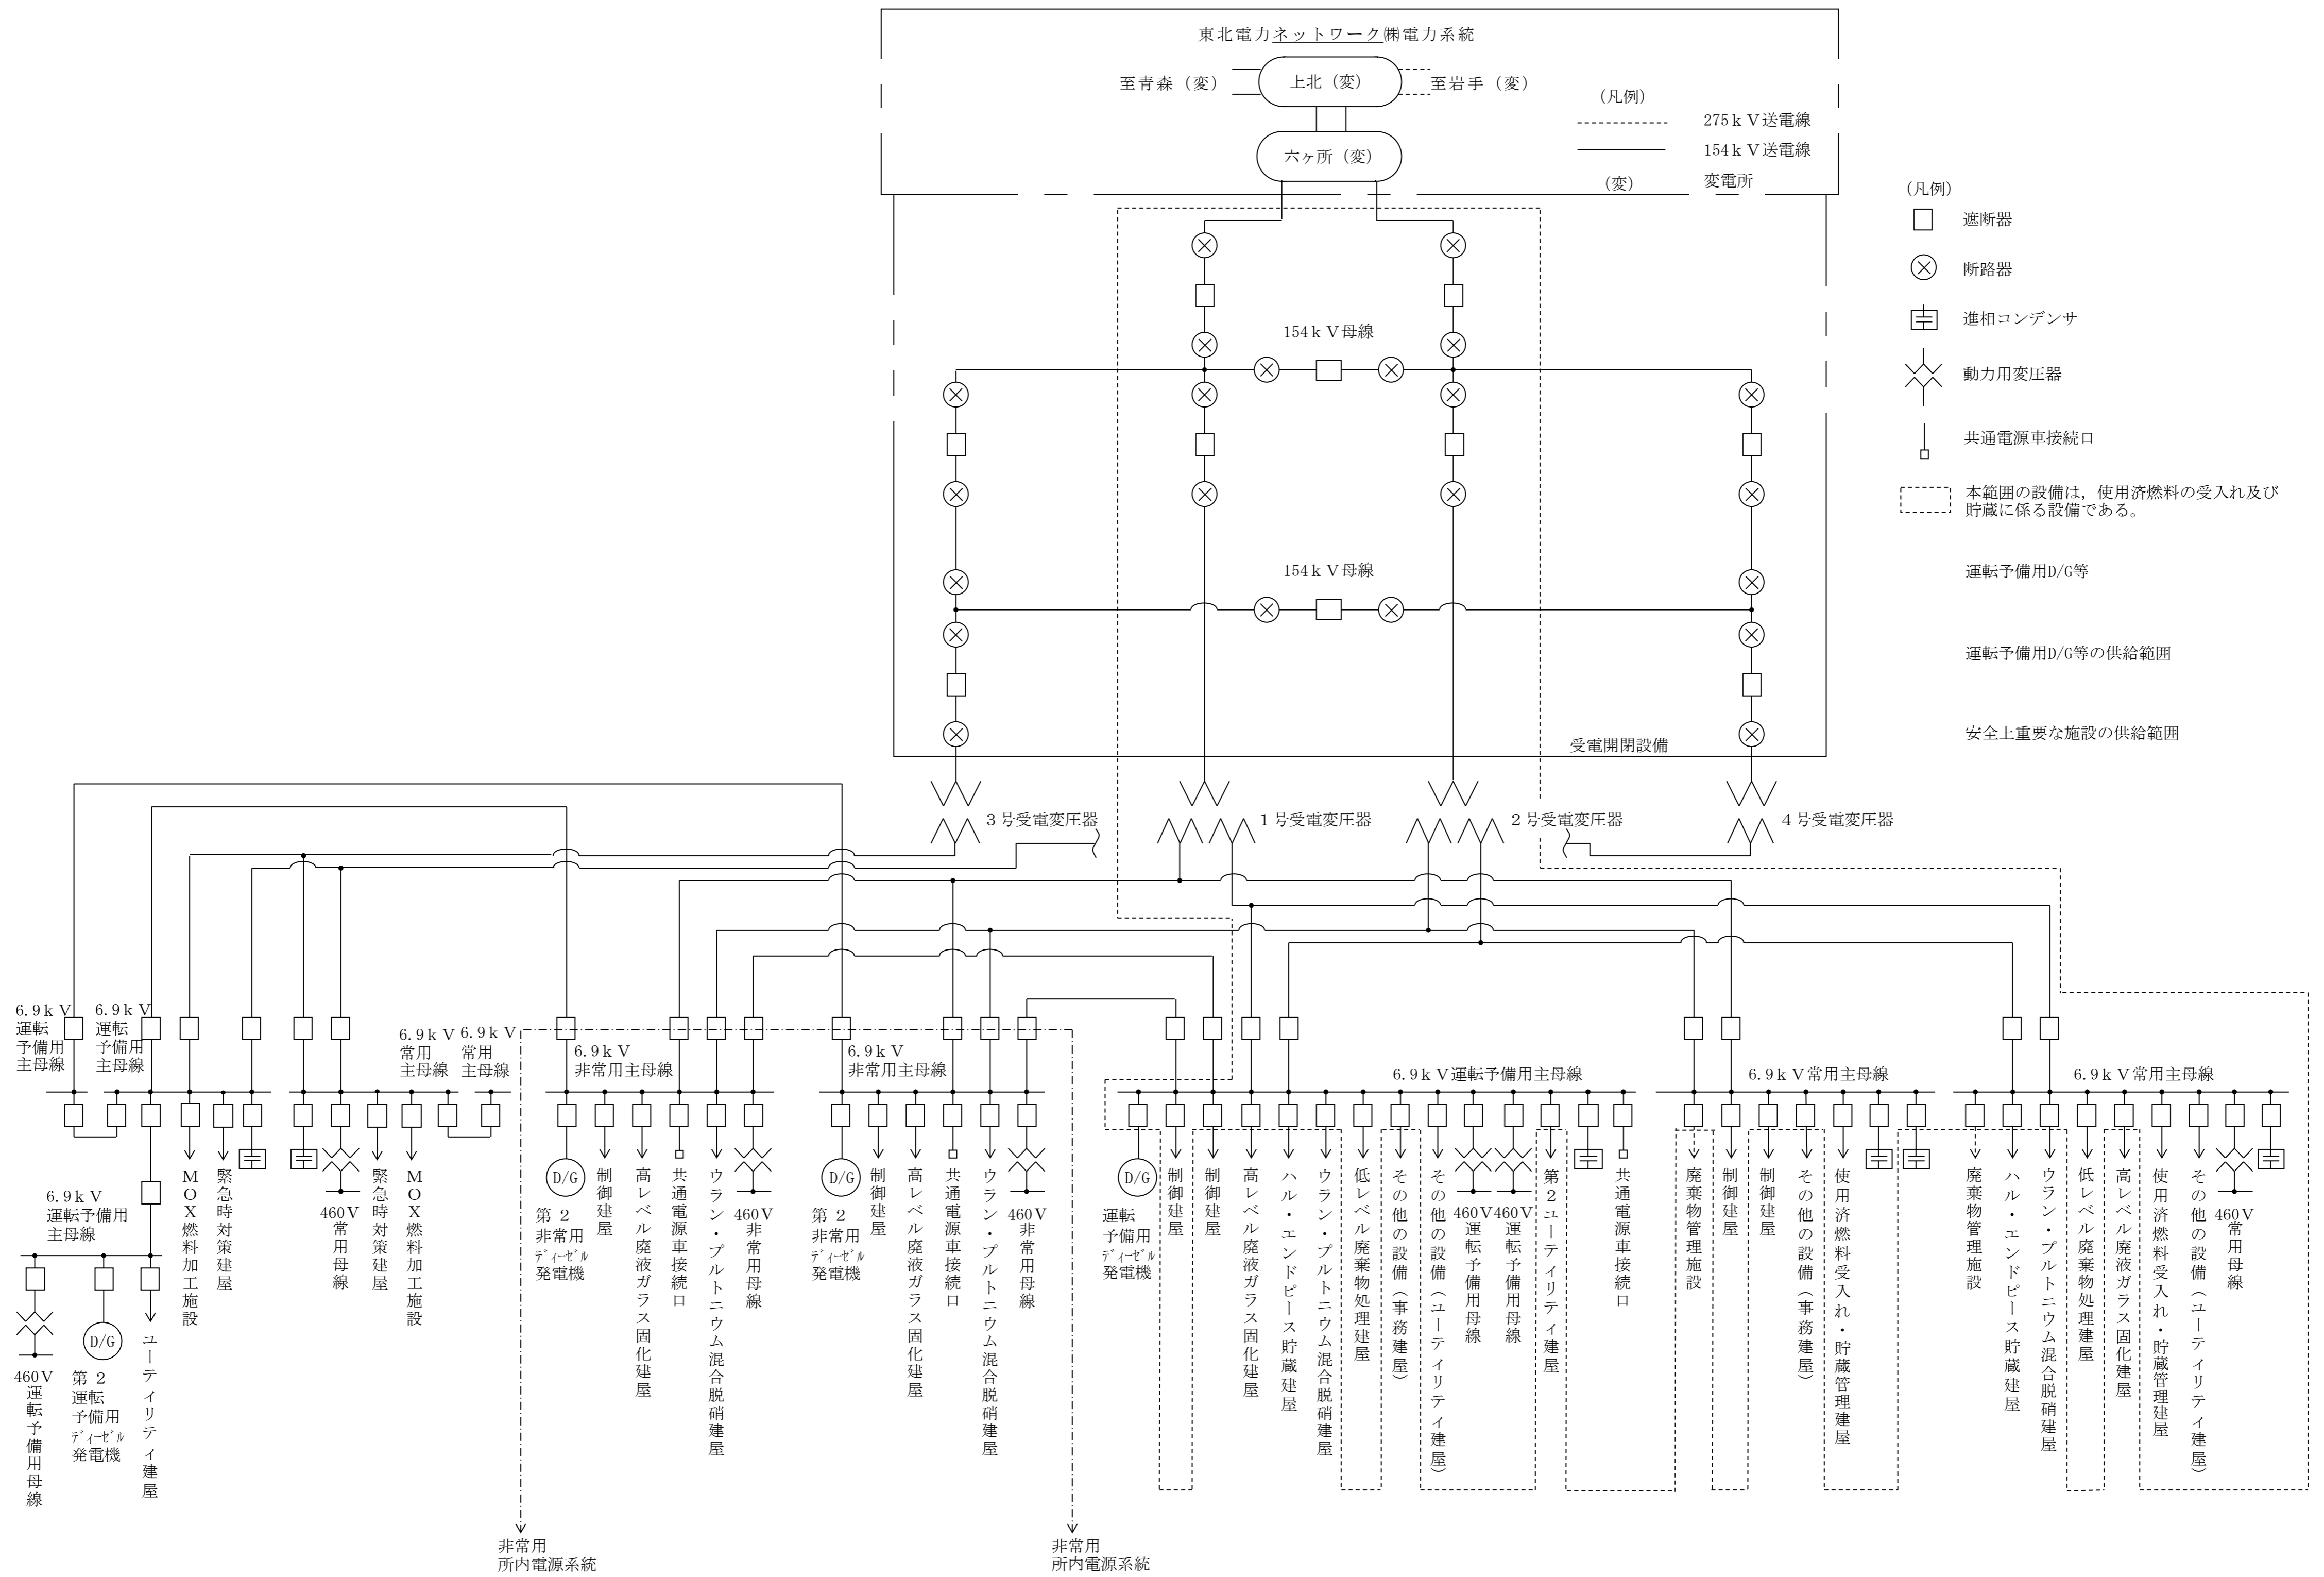 東北電力ネットワーク㈱電力系統
至青森（変）
上北（変）
至岩手（変）
六ヶ所（変）
（凡例）
275ｋＶ送電線
154ｋＶ送電線
（変）
変電所
（凡例）
遮断器
断路器
進相コンデンサ
動力用変圧器
共通電源車接続口
本範囲の設備は，使用済燃料の受入れ及び
貯蔵に係る設備である。
運転予備用D/G等
運転予備用D/G等の供給範囲
安全上重要な施設の供給範囲
154ｋＶ母線
154ｋＶ母線
受電開閉設備
３号受電変圧器
１号受電変圧器
２号受電変圧器
４号受電変圧器
6.9ｋＶ
運転
予備用
主母線
6.9ｋＶ
運転
予備用
主母線
6.9ｋＶ
常用
主母線
6.9ｋＶ
常用
主母線
6.9ｋＶ
非常用主母線
6.9ｋＶ
非常用主母線
6.9ｋＶ運転予備用主母線
6.9ｋＶ常用主母線
6.9ｋＶ常用主母線
6.9ｋＶ
運転予備用
主母線
460Ｖ
運転予備用母線
D/G
第２
運転
予備用
ﾃﾞｨｰｾﾞﾙ
発電機
ユーティリティ建屋
ＭＯＸ燃料加工施設
緊急時対策建屋
460Ｖ
常用母線
緊急時対策建屋
ＭＯＸ燃料加工施設
D/G
第２
非常用
ﾃﾞｨｰｾﾞﾙ
発電機
制御建屋
高レベル廃液ガラス固化建屋
共通電源車接続口
ウラン・プルトニウム混合脱硝建屋
460Ｖ
非常用母線
D/G
第２
非常用
ﾃﾞｨｰｾﾞﾙ
発電機
制御建屋
高レベル廃液ガラス固化建屋
共通電源車接続口
ウラン・プルトニウム混合脱硝建屋
460Ｖ
非常用母線
D/G
運転
予備用
ﾃﾞｨｰｾﾞﾙ
発電機
制御建屋
制御建屋
高レベル廃液ガラス固化建屋
ハル・エンドピース貯蔵建屋
ウラン・プルトニウム混合脱硝建屋
低レベル廃棄物処理建屋
その他の設備（事務建屋）
その他の設備（ユーティリティ建屋）
460Ｖ
運転予備用母線
460Ｖ
運転予備用母線
第２ユーティリティ建屋
共通電源車接続口
廃棄物管理施設
制御建屋
制御建屋
その他の設備（事務建屋）
使用済燃料受入れ・貯蔵管理建屋
廃棄物管理施設
ハル・エンドピース貯蔵建屋
ウラン・プルトニウム混合脱硝建屋
低レベル廃棄物処理建屋
高レベル廃液ガラス固化建屋
使用済燃料受入れ・貯蔵管理建屋
その他の設備（ユーティリティ建屋）
460Ｖ
常用母線
非常用
所内電源系統
非常用
所内電源系統